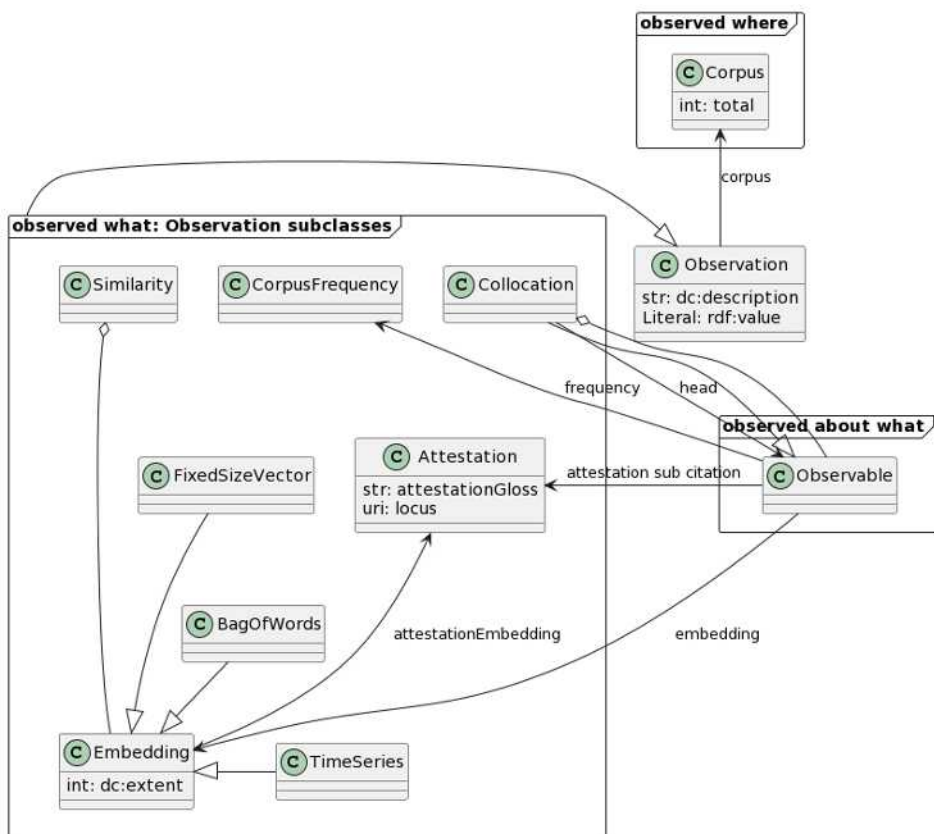 observed where
C Corpus
int: total
corpus
observed what: Observation subclasses
C Similarity
C CorpusFrequency
C Collocation
C Observation
str: dc:description
Literal: rdf:value
frequency
head
observed about what
C FixedSizeVector
C Attestation
str: attestationGloss
uri: locus
attestation sub citation
C Observable
C BagOfWords
attestationEmbedding
embedding
C Embedding
int: dc:extent
C TimeSeries